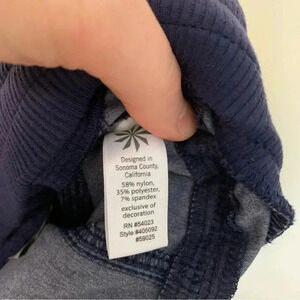 Designed in
Sonoma County,
California
58% nylon,
35% polyester,
7% spandex
exclusive of
decoration
RN #54023
Style #405092
#59025